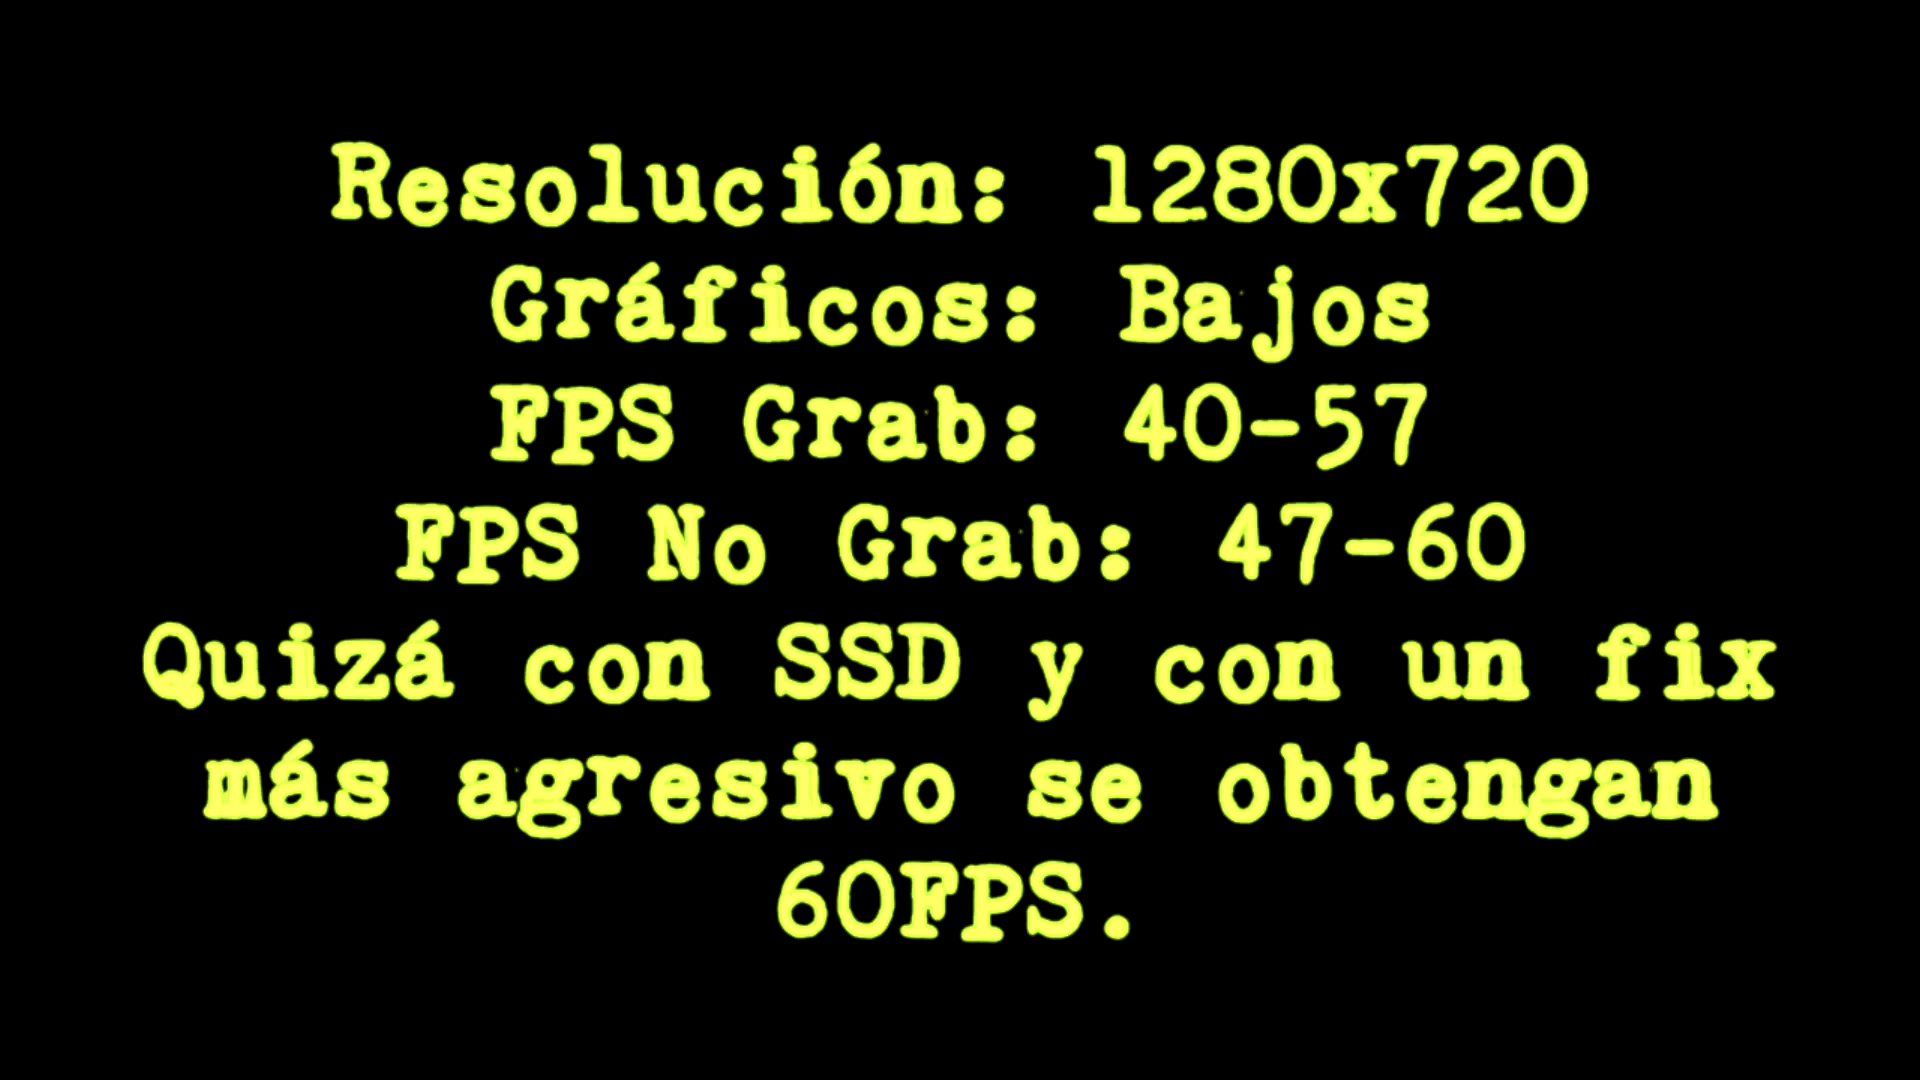 Resolución: 1280x720
Gráficos: Bajos
FPS Grab: 40-57
FPS No Grab: 47-60
Quizá con SSD y con un fix
más agresivo se obtengan
60FPS.